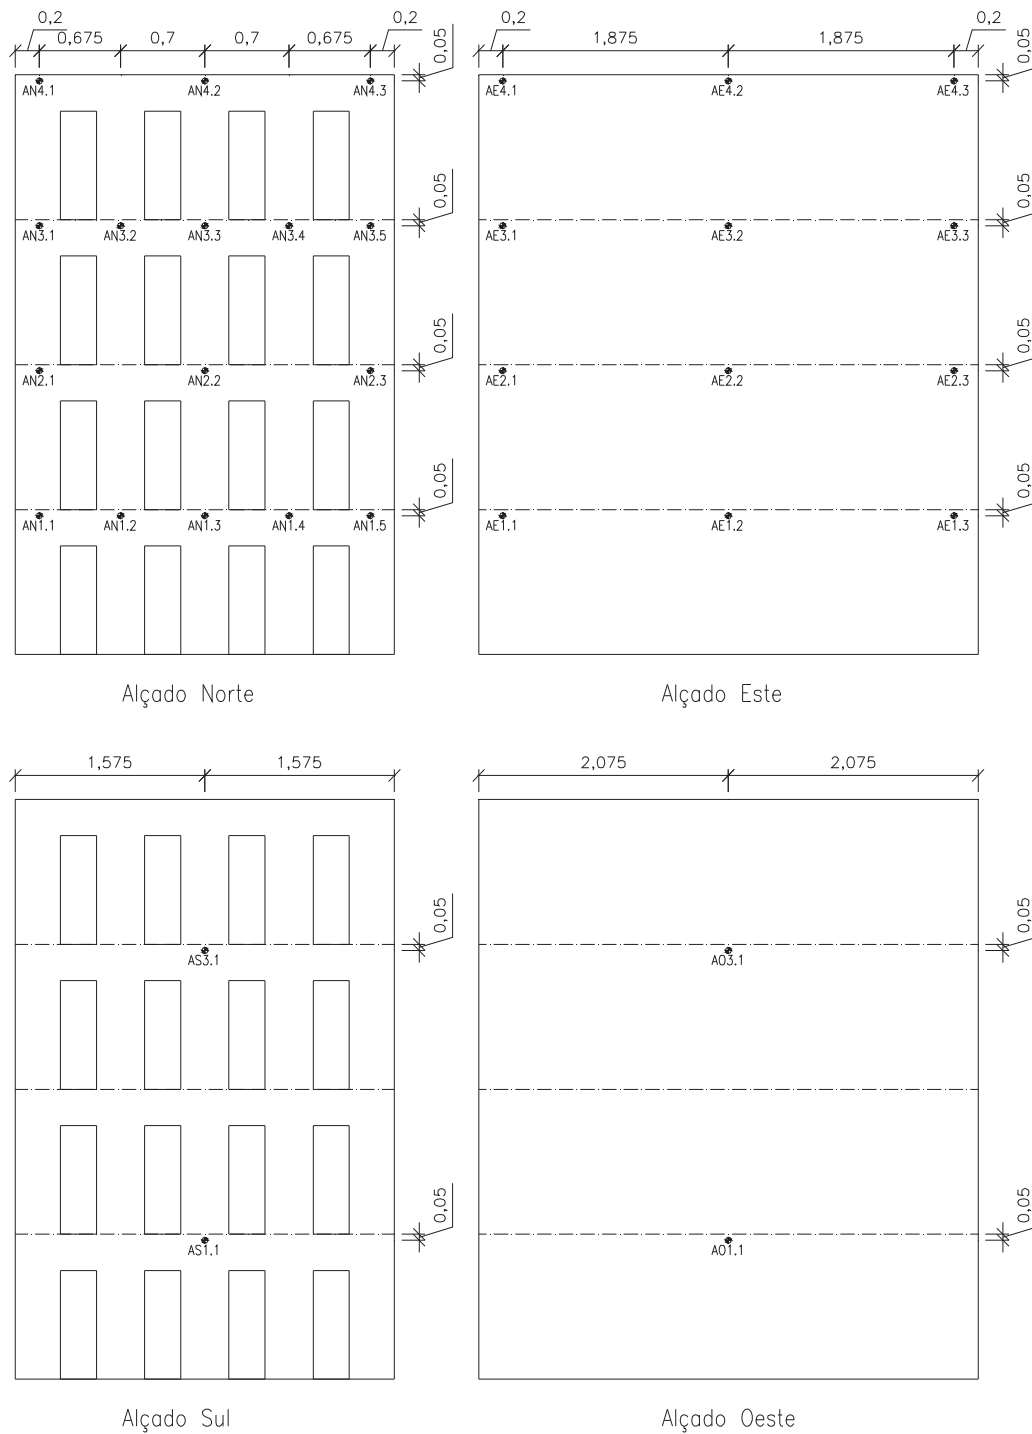 0,2 0,2 0,2 0,2
0,675 0,7 0,7 0,675 1,875 1,875
0,05 0,05
AN4.1 AN4.2 AN4.3 AE4.1 AE4.2 AE4.3
0,05 0,05
AN3.1 AN3.2 AN3.3 AN3.4 AN3.5 AE3.1 AE3.2 AE3.3
0,05 0,05
AN2.1 AN2.2 AN2.3 AE2.1 AE2.2 AE2.3
0,05 0,05
AN1.1 AN1.2 AN1.3 AN1.4 AN1.5 AE1.1 AE1.2 AE1.3
Alçado Norte Alçado Este
1,575 1,575 2,075 2,075
0,05 0,05
AS3.1 AO3.1
0,05 0,05
AS1.1 AO1.1
Alçado Sul Alçado Oeste